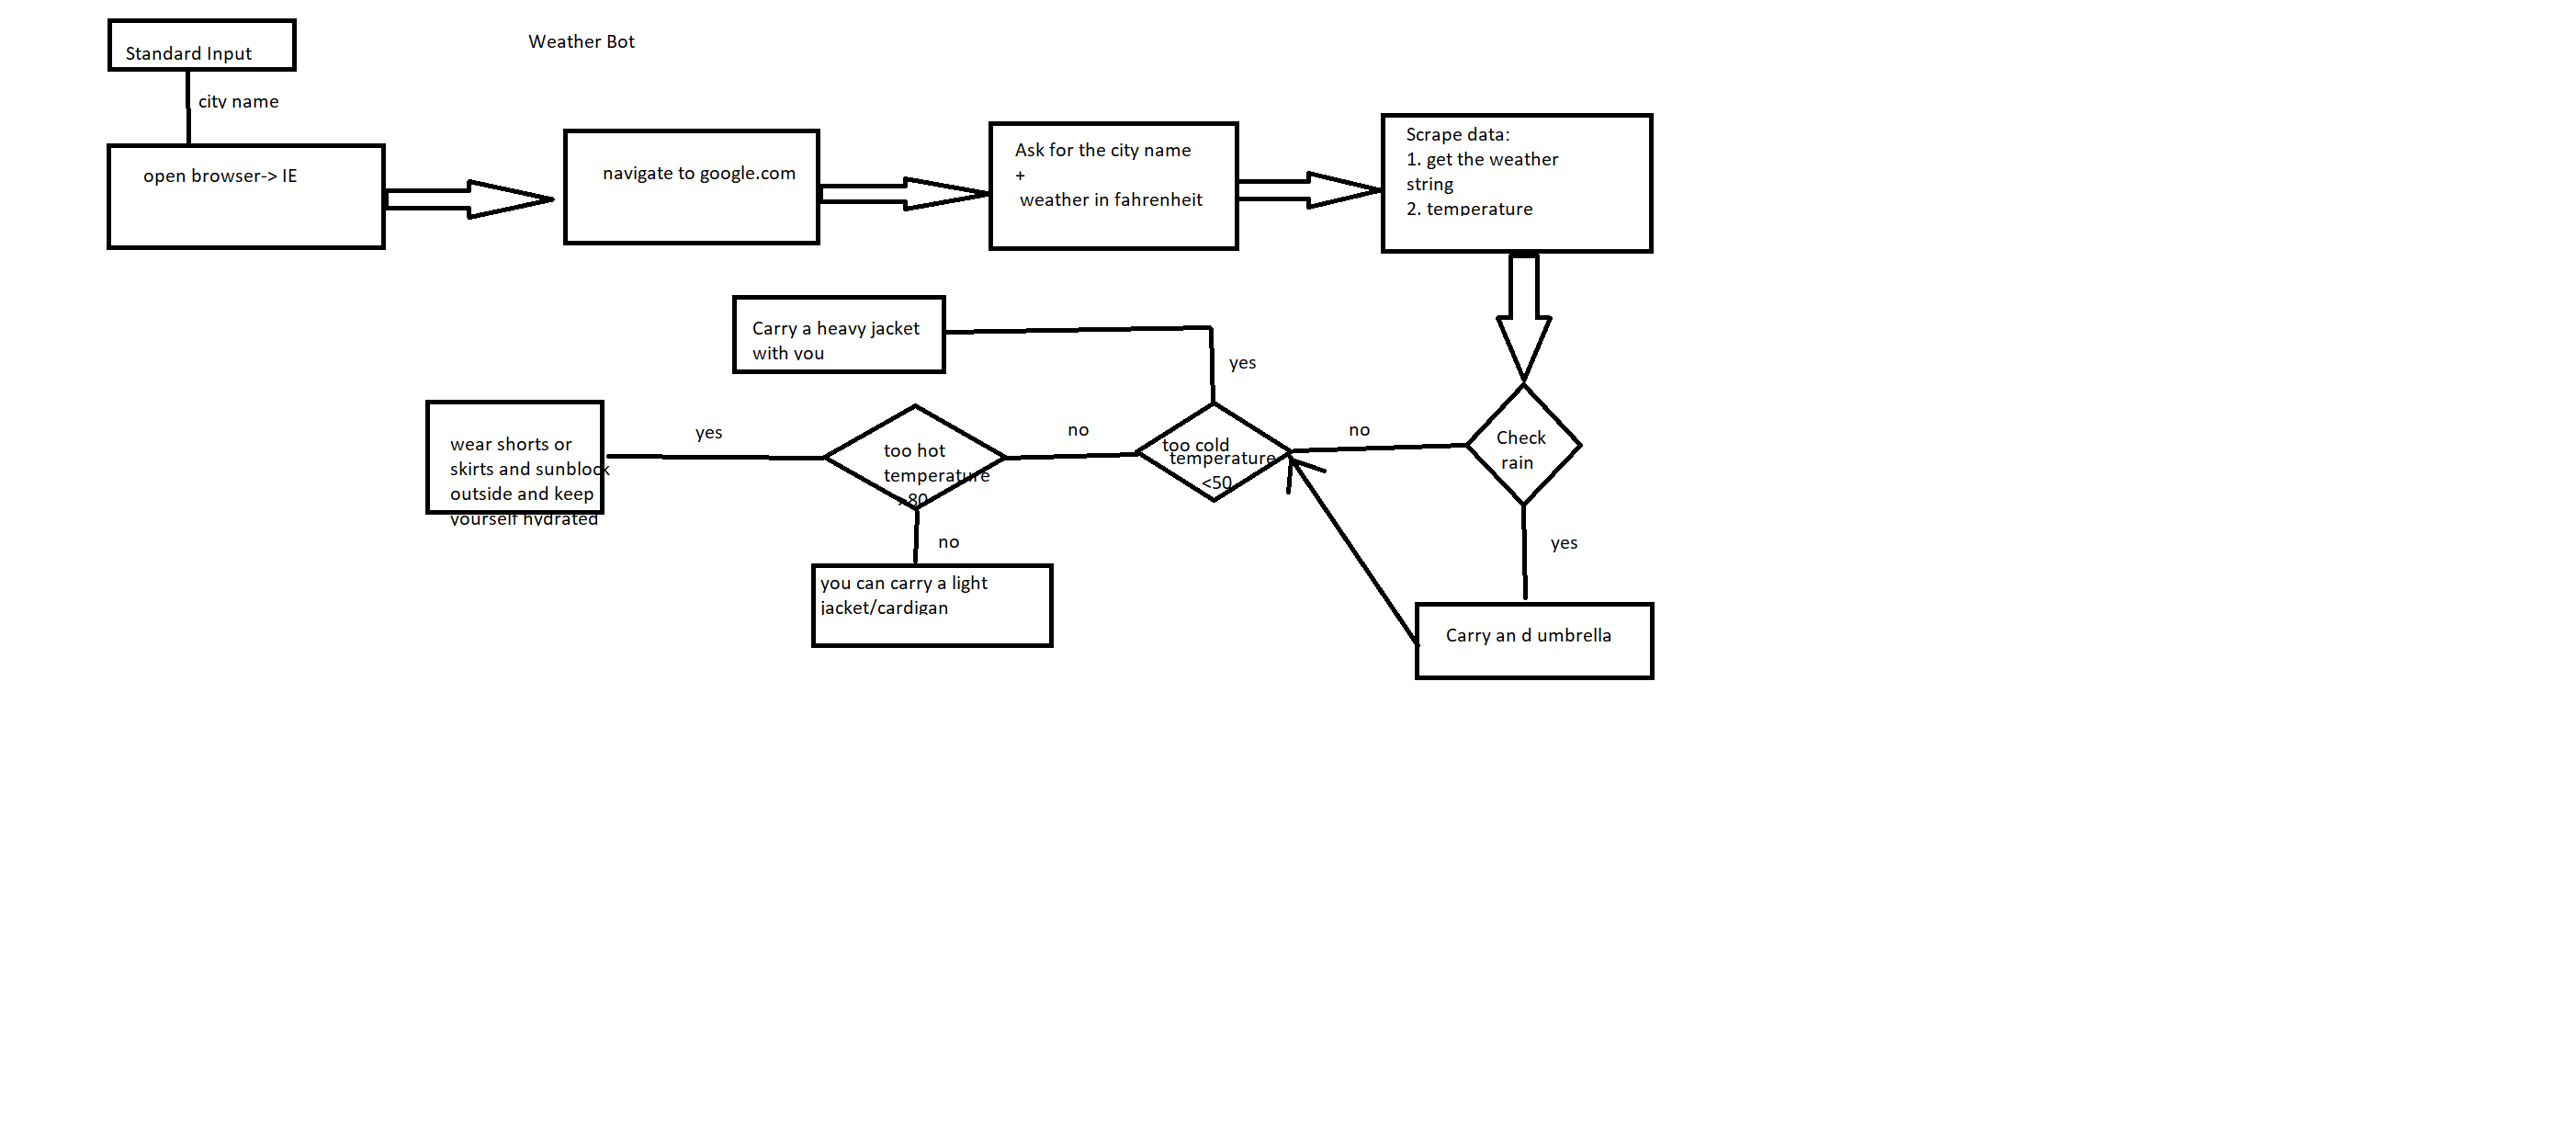 Standard Input
Weather Bot
city name
open browser-> IE
navigate to google.com
Ask for the city name
+
weather in fahrenheit
Scrape data:
1. get the weather
string
2. temperature
Carry a heavy jacket
with you
yes
wear shorts or
skirts and sunblock
outside and keep
yourself hydrated
yes
too hot
temperature
>80
no
too cold
temperature
<50
no
Check
rain
no
you can carry a light
jacket/cardigan
yes
Carry an d umbrella